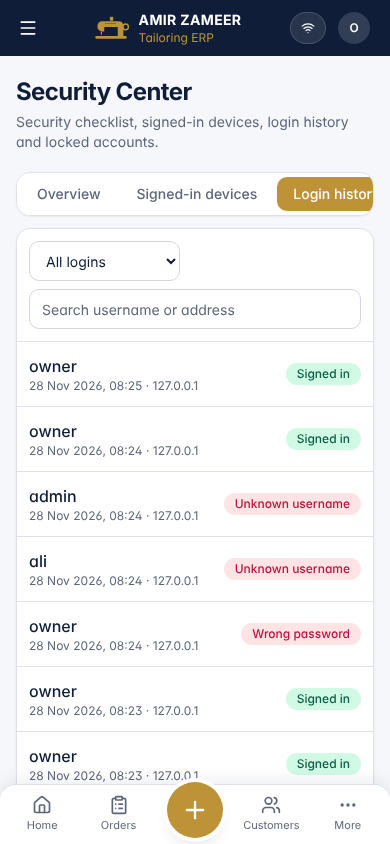 AMIR ZAMEER
Tailoring ERP
O
Security Center
Security checklist, signed-in devices, login history
and locked accounts.
Overview
Signed-in devices
Login histor
All logins
Search username or address
owner
Signed in
28 Nov 2026, 08:25 · 127.0.0.1
owner
Signed in
28 Nov 2026, 08:24 · 127.0.0.1
admin
Unknown username
28 Nov 2026, 08:24 · 127.0.0.1
ali
Unknown username
28 Nov 2026, 08:24 · 127.0.0.1
owner
Wrong password
28 Nov 2026, 08:24 · 127.0.0.1
owner
Signed in
28 Nov 2026, 08:23 · 127.0.0.1
owner
Signed in
28 Nov 2026, 08:23 · 127.0.0.1
Home
Orders
Customers
More